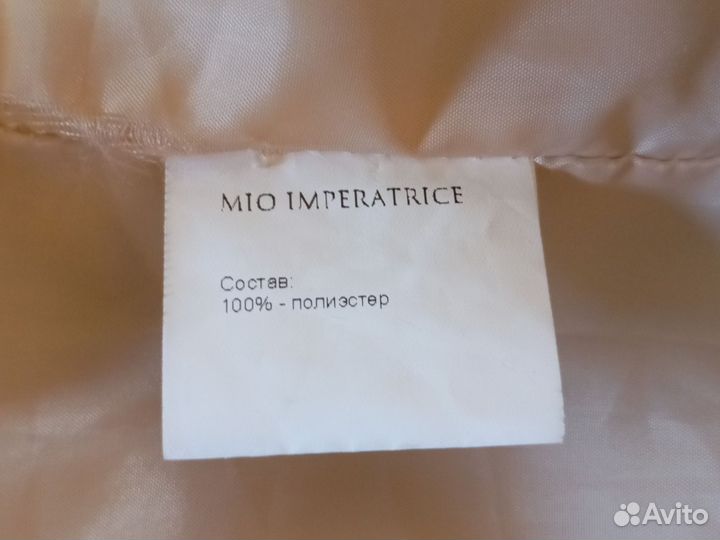 MIO IMPERATRICE
Состав:
100% - полиэстер
Avito